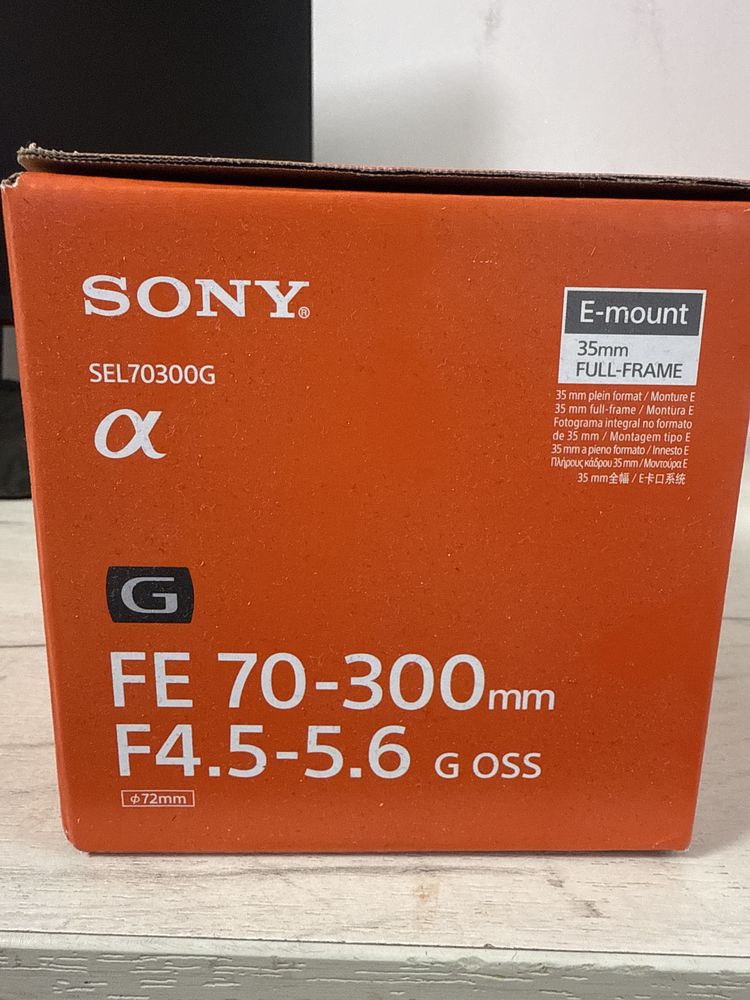 SONY®
SEL70300G
α
E-mount
35mm
FULL-FRAME
35 mm plein format / Monture E
35 mm full-frame / Montura E
Fotograma integral no formato
de 35 mm / Montagem tipo E
35 mm a pieno formato / Innesto E
Πλήρους κάδρου 35 mm / Μοντούρα E
35 mm全幅 / E卡口系统
G
FE 70-300mm
F4.5-5.6 G OSS
ϕ72mm